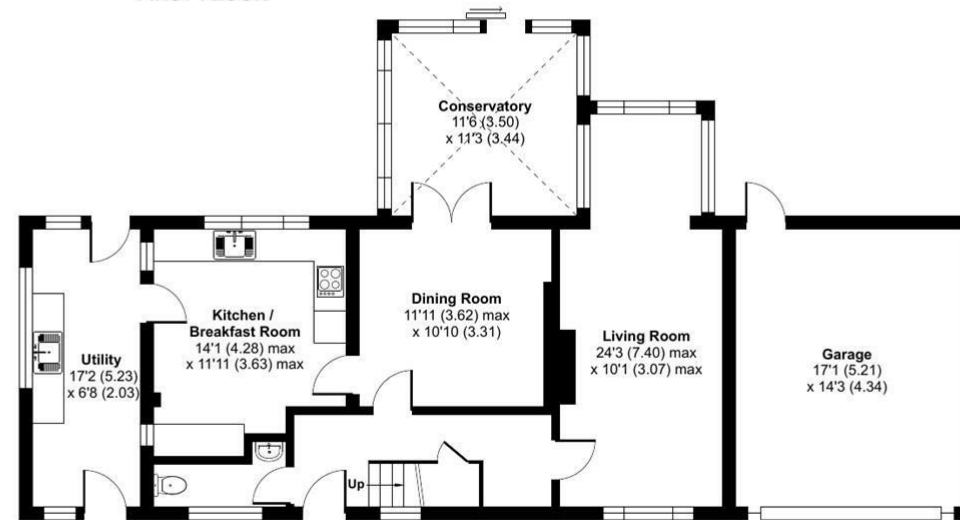 Conservatory
11'6 (3.50)
x 11'3 (3.44)
Kitchen /
Breakfast Room
14'1 (4.28) max
x 11'11 (3.63) max
Dining Room
11'11 (3.62) max
x 10'10 (3.31)
Living Room
24'3 (7.40) max
x 10'1 (3.07) max
Utility
17'2 (5.23)
x 6'8 (2.03)
Garage
17'1 (5.21)
x 14'3 (4.34)
Up